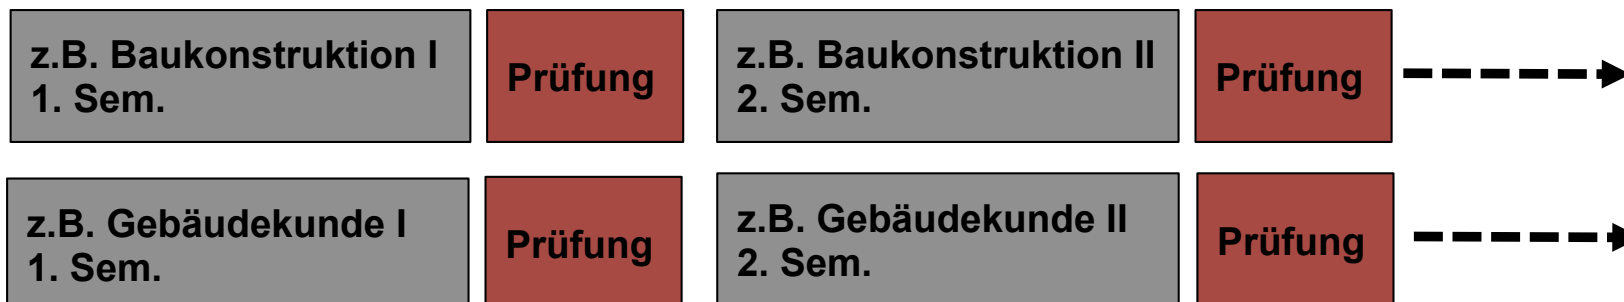 z.B. Baukonstruktion I
1. Sem.
Prüfung
z.B. Baukonstruktion II
2. Sem.
Prüfung
z.B. Gebäudekunde I
1. Sem.
Prüfung
z.B. Gebäudekunde II
2. Sem.
Prüfung